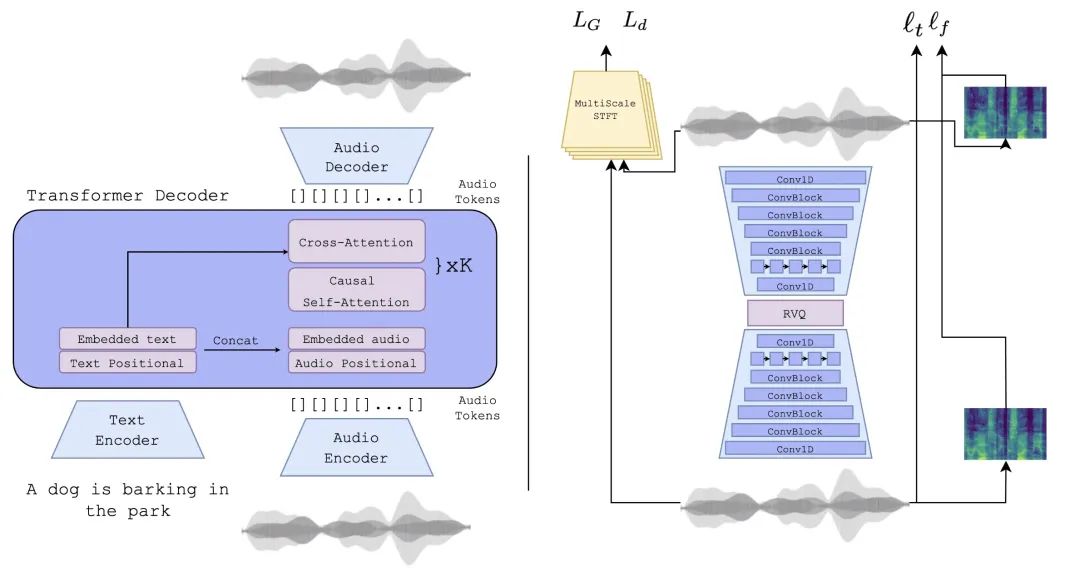 Audio
Decoder
Transformer Decoder
[][][][]...[]
Audio
Tokens
Cross-Attention
}xK
Causal
Self-Attention
Embedded text
Concat
Embedded audio
Text Positional
Audio Positional
[][][][]...[]
Audio
Tokens
Text
Encoder
Audio
Encoder
A dog is barking in
the park
L_G L_d
ℓ_t ℓ_f
MultiScale
STFT
Conv1D
ConvBlock
ConvBlock
ConvBlock
ConvBlock
Conv1D
RVQ
Conv1D
ConvBlock
ConvBlock
ConvBlock
ConvBlock
Conv1D